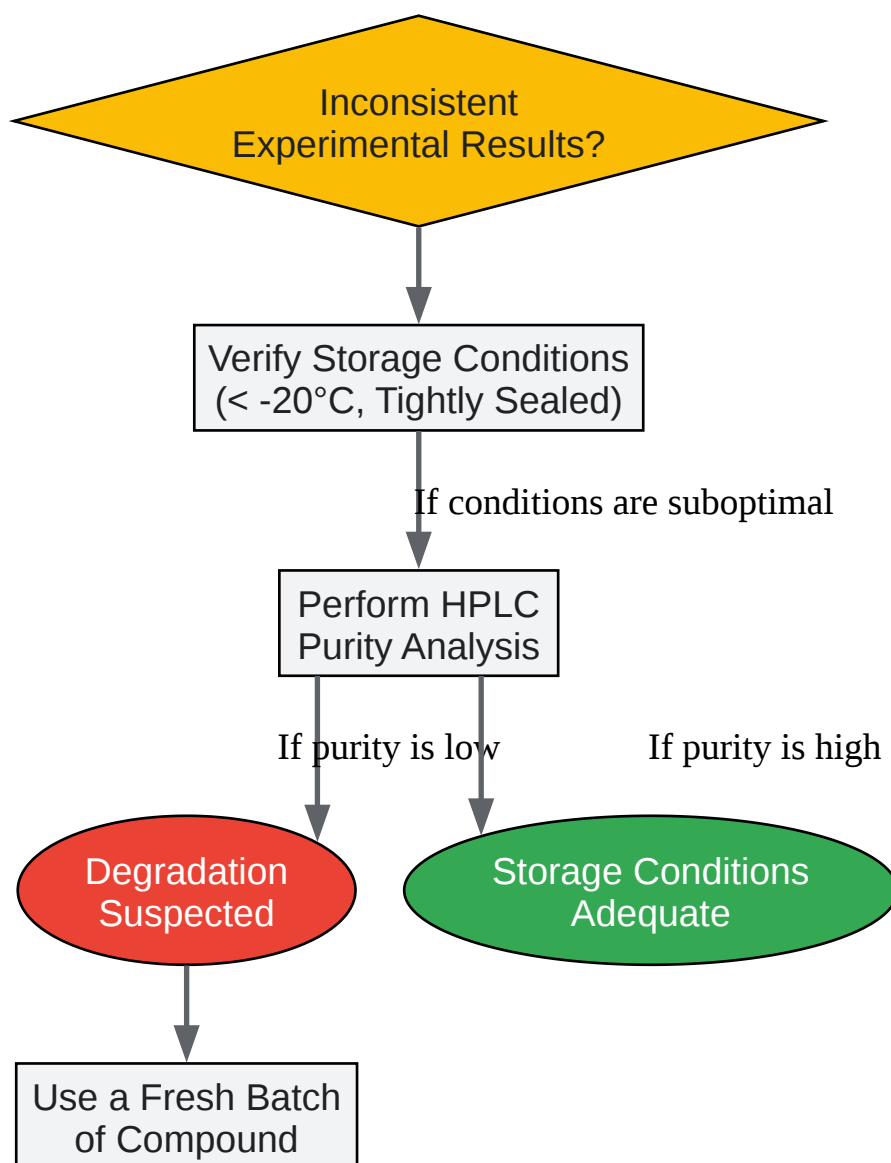 Inconsistent
Experimental Results?
Verify Storage Conditions
(< -20°C, Tightly Sealed)
If conditions are suboptimal
Perform HPLC
Purity Analysis
If purity is low
If purity is high
Degradation
Suspected
Storage Conditions
Adequate
Use a Fresh Batch
of Compound